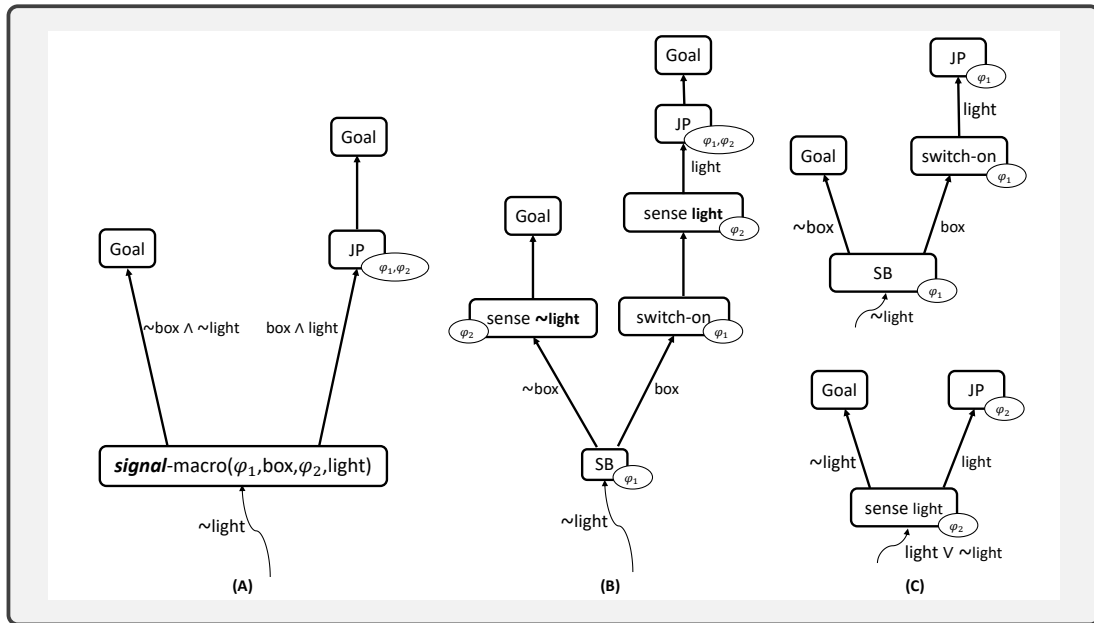 Goal
JP
φ₁,φ₂
Goal
~box ∧ ~light
box ∧ light
signal-macro(φ₁,box,φ₂,light)
~light
(A)
Goal
JP
φ₁,φ₂
light
sense light
φ₂
Goal
sense ~light
φ₂
switch-on
φ₁
~box
box
SB
φ₁
~light
(B)
JP
φ₁
light
Goal
switch-on
φ₁
~box
box
SB
φ₁
~light
Goal
JP
φ₂
~light
light
sense light
φ₂
light ∨ ~light
(C)